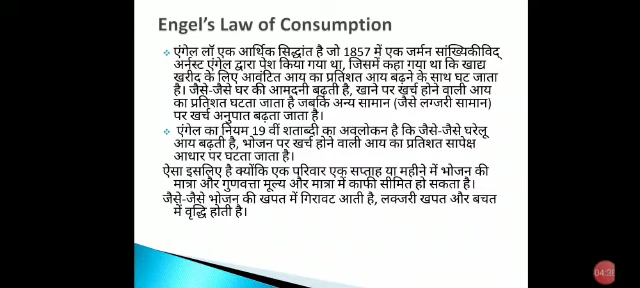 Engel's Law of Consumption
एंगेल लॉ एक आर्थिक सिद्धांत है जो 1857 में एक जर्मन सांख्यिकीविद्
अर्नस्ट एंगेल द्वारा पेश किया गया था, जिसमें कहा गया था कि खाद्य
खरीद के लिए आवंटित आय का प्रतिशत आय बढ़ने के साथ घट जाता
है। जैसे-जैसे घर की आमदनी बढ़ती है, खाने पर खर्च होने वाली आय
का प्रतिशत घटता जाता है जबकि अन्य सामान (जैसे लग्जरी सामान)
पर खर्च अनुपात बढ़ता जाता है।
एंगेल का नियम 19 वीं शताब्दी का अवलोकन है कि जैसे-जैसे घरेलू
आय बढ़ती है, भोजन पर खर्च होने वाली आय का प्रतिशत सापेक्ष
आधार पर घटता जाता है।
ऐसा इसलिए है क्योंकि एक परिवार एक सप्ताह या महीने में भोजन की
मात्रा और गुणवत्ता मूल्य और मात्रा में काफी सीमित हो सकता है।
जैसे-जैसे भोजन की खपत में गिरावट आती है, लक्जरी खपत और बचत
में वृद्धि होती है।
04:36